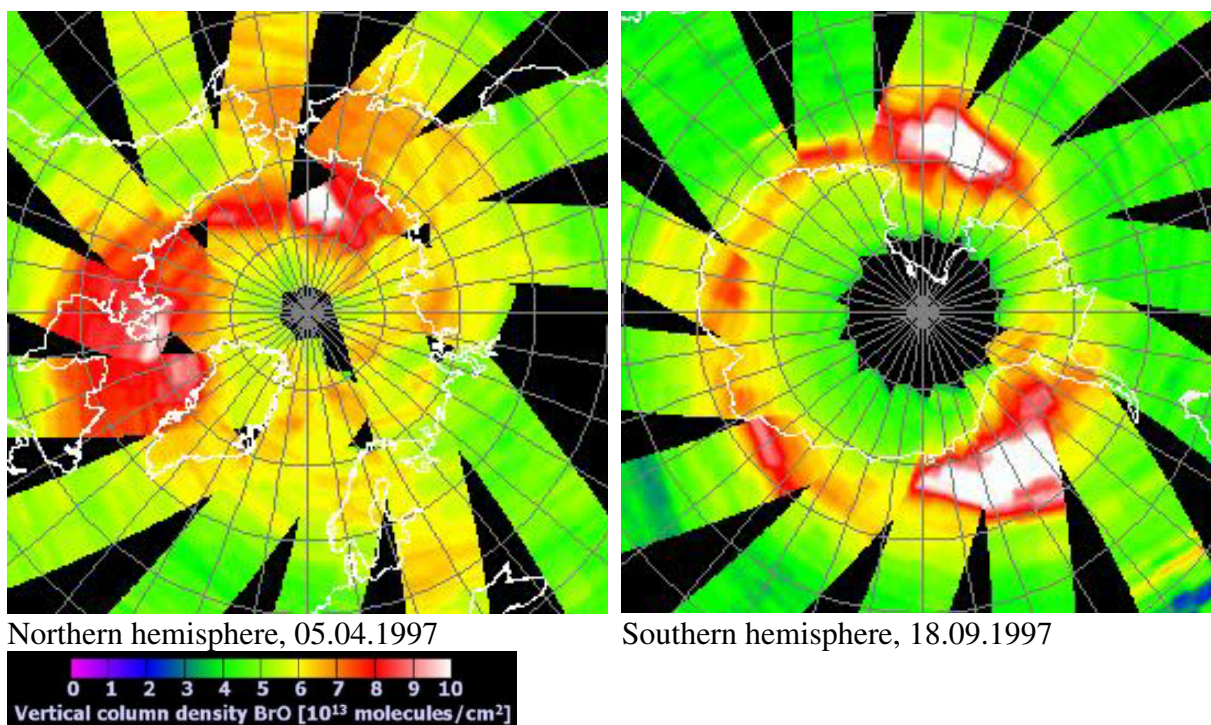 Northern hemisphere, 05.04.1997
Southern hemisphere, 18.09.1997
0 1 2 3 4 5 6 7 8 9 10
Vertical column density BrO [10¹³ molecules/cm²]